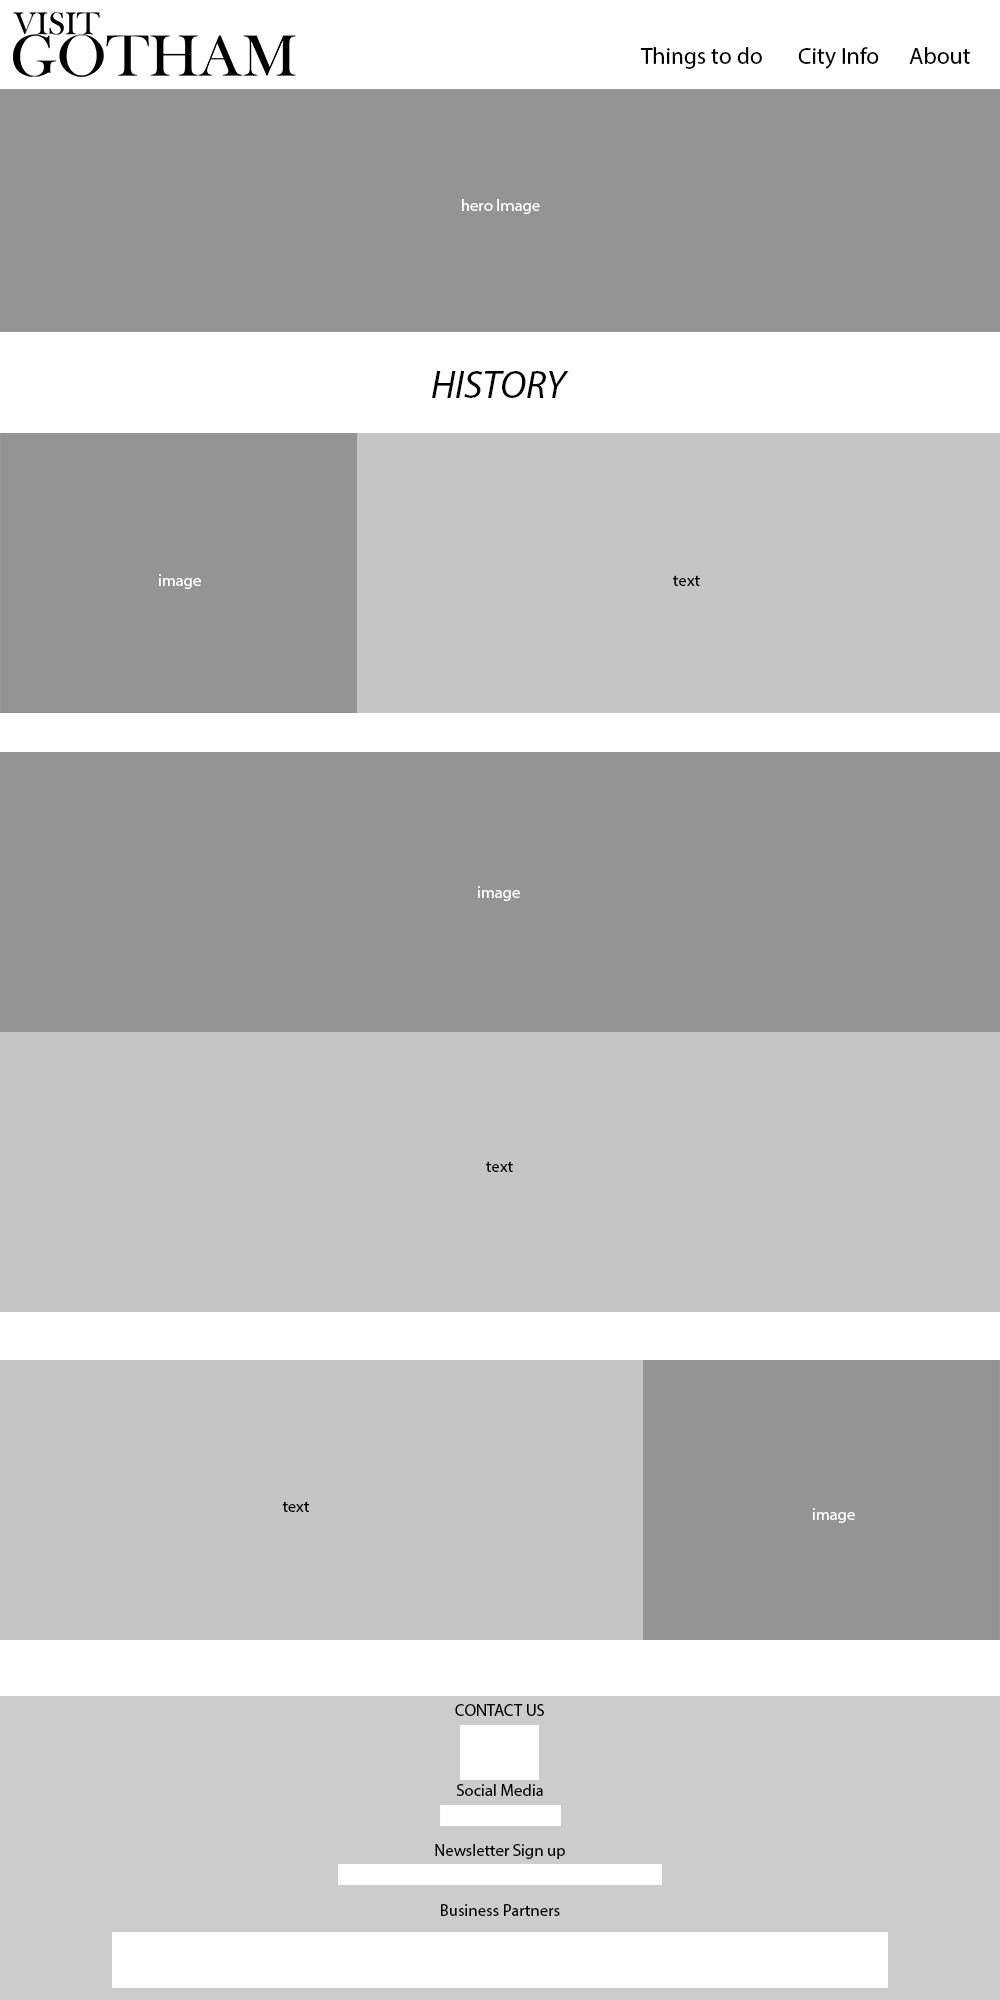 VISIT
GOTHAM
Things to do City Info About
hero Image
HISTORY
image
text
image
text
text
image
CONTACT US
Social Media
Newsletter Sign up
Business Partners